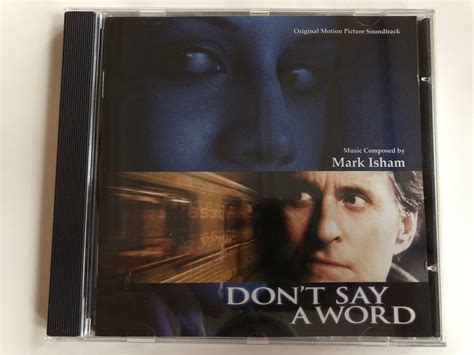 Original Motion Picture Soundtrack
Music Composed by
Mark Isham
DON'T SAY
A WORD